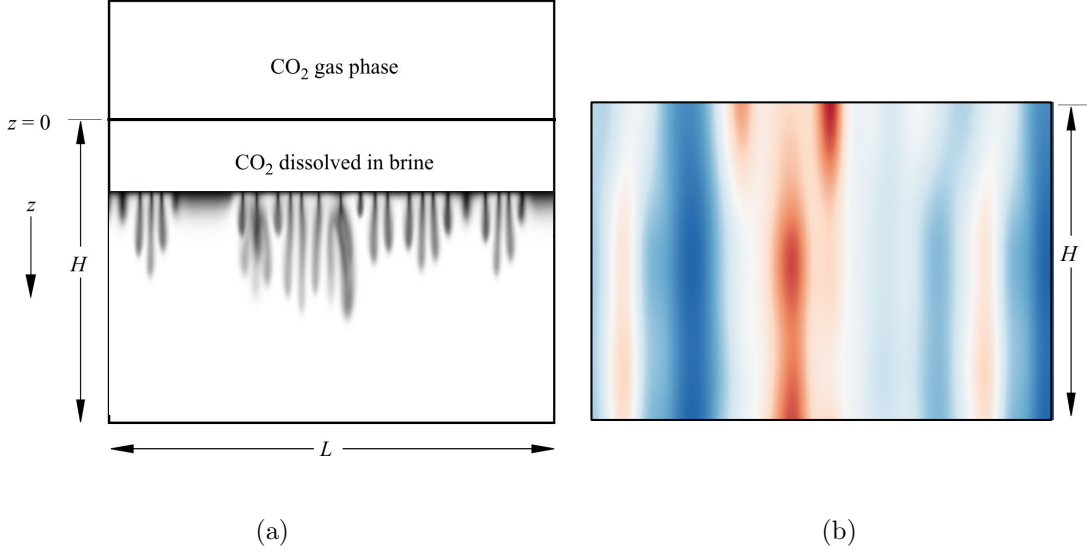 CO₂ gas phase
z = 0
CO₂ dissolved in brine
z
H
H
L
(a)
(b)